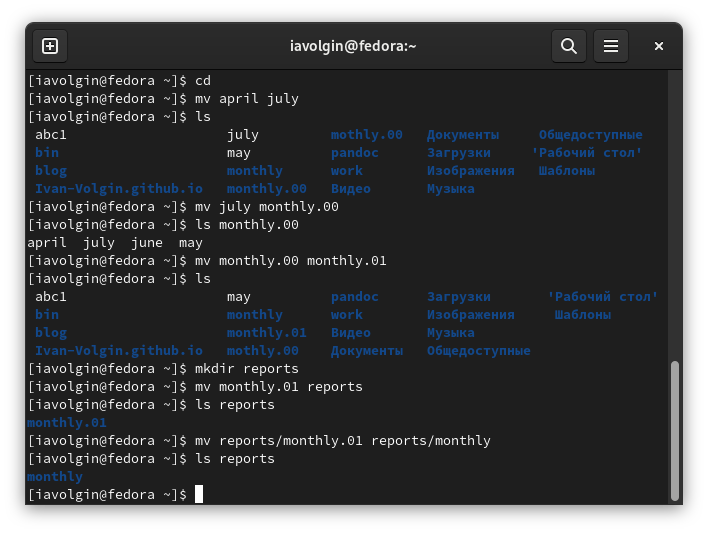 iavolgin@fedora:~
[iavolgin@fedora ~]$ cd
[iavolgin@fedora ~]$ mv april july
[iavolgin@fedora ~]$ ls
abc1 july mothly.00 Документы Общедоступные
bin may pandoc Загрузки 'Рабочий стол'
blog monthly work Изображения Шаблоны
Ivan-Volgin.github.io monthly.00 Видео Музыка
[iavolgin@fedora ~]$ mv july monthly.00
[iavolgin@fedora ~]$ ls monthly.00
april july june may
[iavolgin@fedora ~]$ mv monthly.00 monthly.01
[iavolgin@fedora ~]$ ls
abc1 may pandoc Загрузки 'Рабочий стол'
bin monthly work Изображения Шаблоны
blog monthly.01 Видео Музыка
Ivan-Volgin.github.io mothly.00 Документы Общедоступные
[iavolgin@fedora ~]$ mkdir reports
[iavolgin@fedora ~]$ mv monthly.01 reports
[iavolgin@fedora ~]$ ls reports
monthly.01
[iavolgin@fedora ~]$ mv reports/monthly.01 reports/monthly
[iavolgin@fedora ~]$ ls reports
monthly
[iavolgin@fedora ~]$